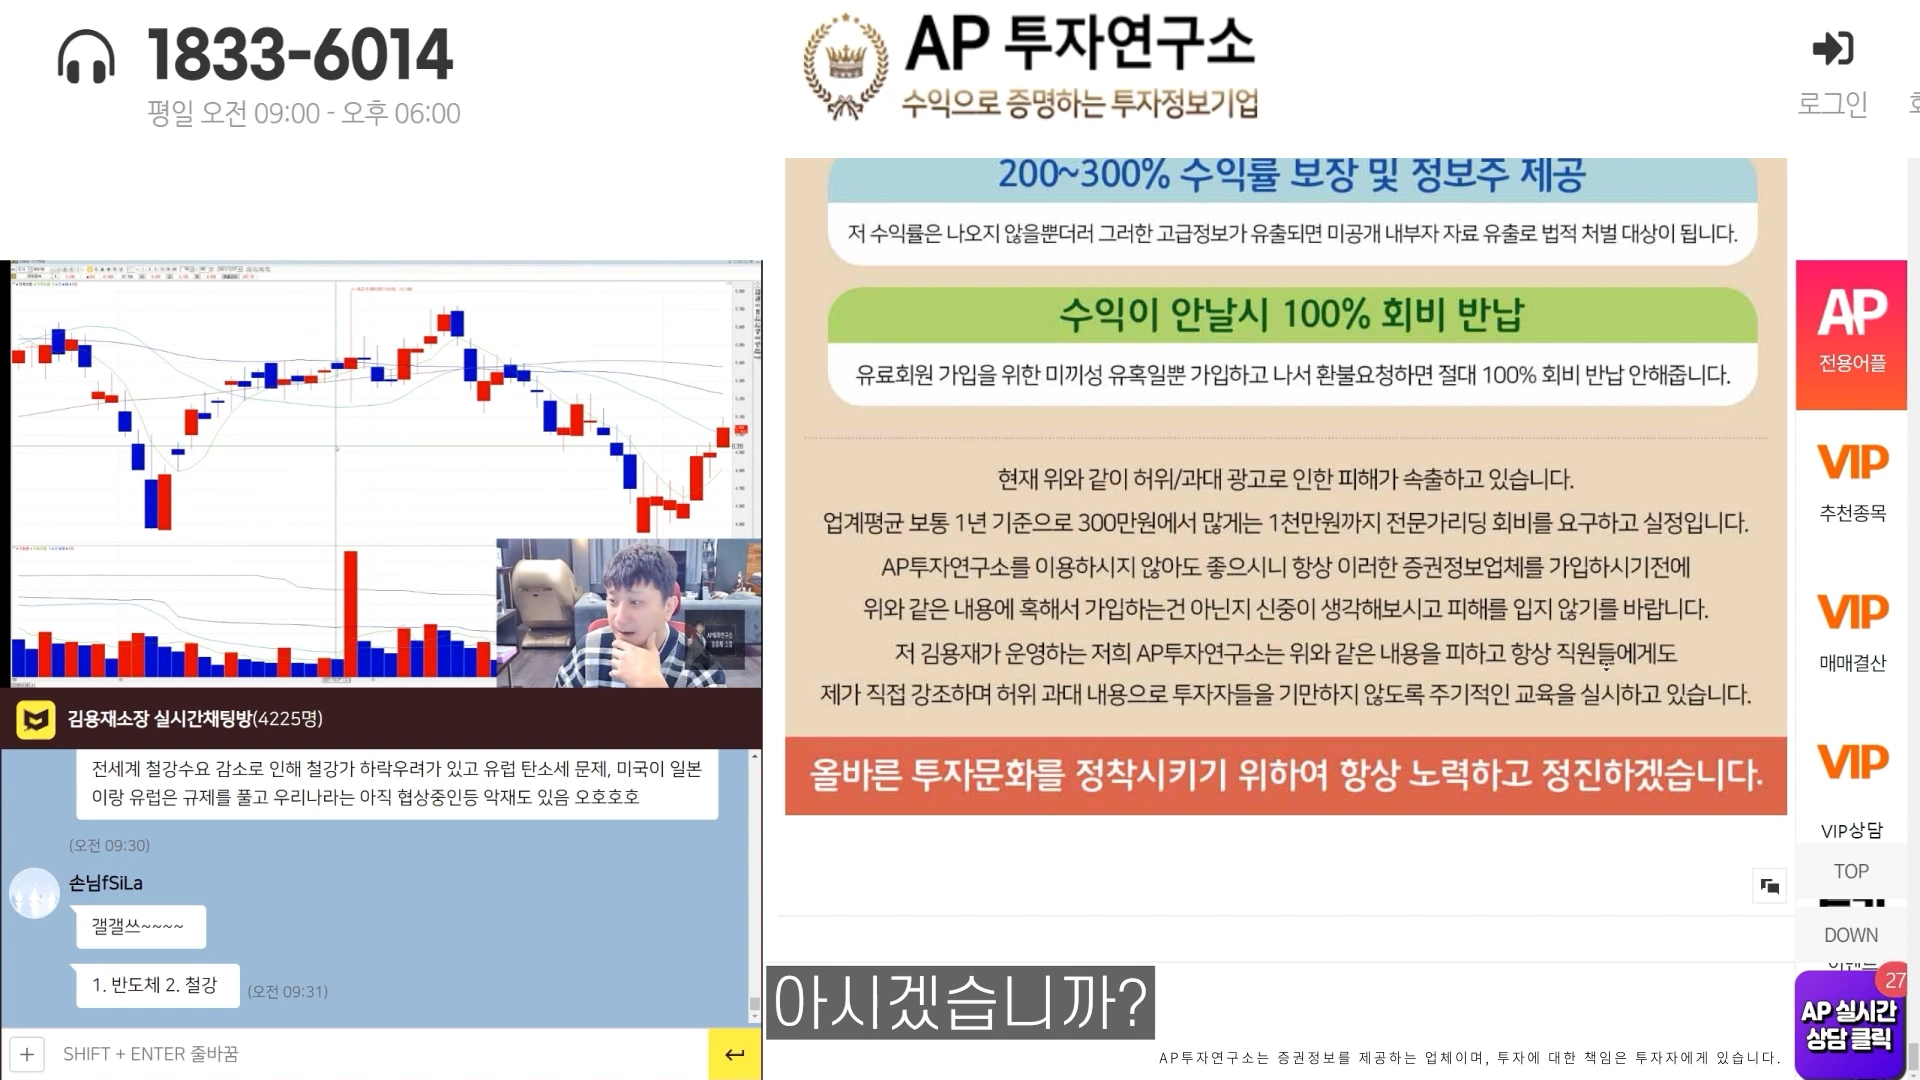 1833-6014
평일 오전 09:00 - 오후 06:00
AP 투자연구소
수익으로 증명하는 투자정보기업
로그인
200~300% 수익률 보장 및 정보주 제공
저 수익률은 나오지 않을뿐더러 그러한 고급정보가 유출되면 미공개 내부자 자료 유출로 법적 처벌 대상이 됩니다.
수익이 안날시 100% 회비 반납
유료회원 가입을 위한 미끼성 유혹일뿐 가입하고 나서 환불요청하면 절대 100% 회비 반납 안해줍니다.
현재 위와 같이 허위/과대 광고로 인한 피해가 속출하고 있습니다.
업계평균 보통 1년 기준으로 300만원에서 많게는 1천만원까지 전문가리딩 회비를 요구하고 실정입니다.
AP투자연구소를 이용하시지 않아도 좋으시니 항상 이러한 증권정보업체를 가입하시기전에
위와 같은 내용에 혹해서 가입하는건 아닌지 신중이 생각해보시고 피해를 입지 않기를 바랍니다.
저 김용재가 운영하는 저희 AP투자연구소는 위와 같은 내용을 피하고 항상 직원들에게도
제가 직접 강조하며 허위 과대 내용으로 투자자들을 기만하지 않도록 주기적인 교육을 실시하고 있습니다.
올바른 투자문화를 정착시키기 위하여 항상 노력하고 정진하겠습니다.
AP
전용어플
VIP
추천종목
VIP
매매결산
VIP
VIP상담
TOP
DOWN
27
AP 실시간
상담 클릭
김용재소장 실시간채팅방(4225명)
전세계 철강수요 감소로 인해 철강가 하락우려가 있고 유럽 탄소세 문제, 미국이 일본
이랑 유럽은 규제를 풀고 우리나라는 아직 협상중인등 악재도 있음 오호호호
(오전 09:30)
손님fSiLa
갤갤쓰~~~~
1. 반도체 2. 철강
(오전 09:31)
SHIFT + ENTER 줄바꿈
아시겠습니까?
AP투자연구소는 증권정보를 제공하는 업체이며, 투자에 대한 책임은 투자자에게 있습니다.